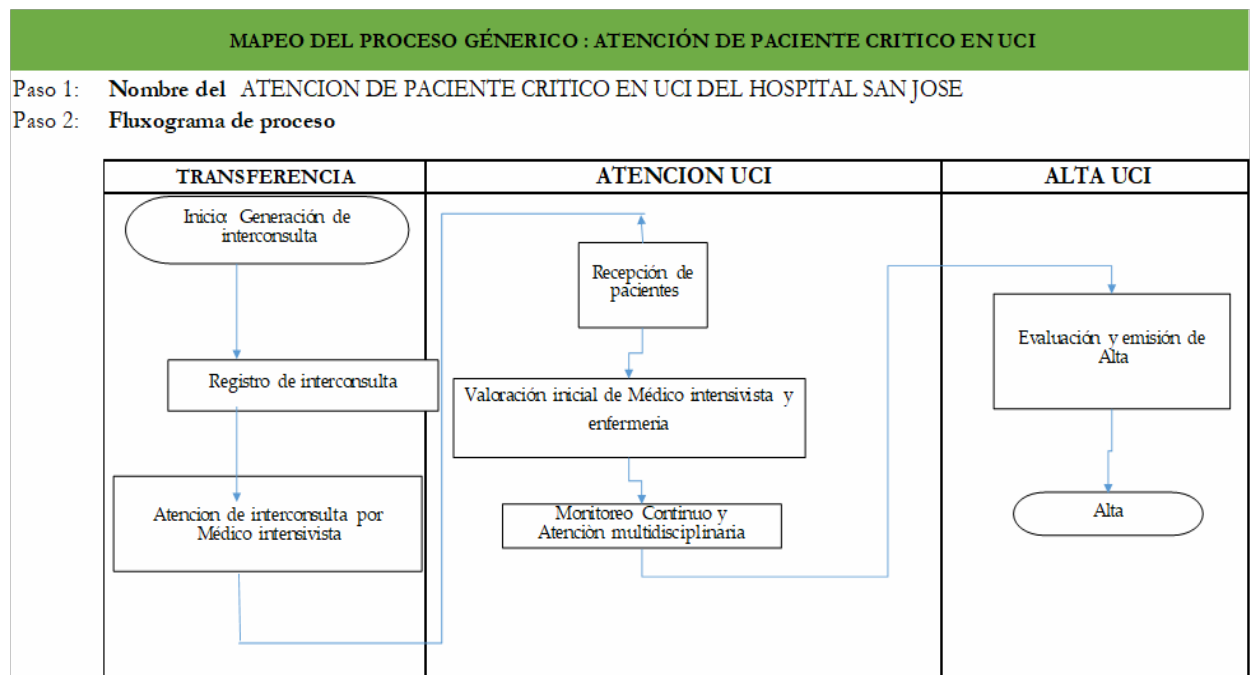 MAPEO DEL PROCESO GÉNERICO : ATENCIÓN DE PACIENTE CRITICO EN UCI
Paso 1: Nombre del ATENCION DE PACIENTE CRITICO EN UCI DEL HOSPITAL SAN JOSE
Paso 2: Fluxograma de proceso
TRANSFERENCIA
Inicio: Generación de
interconsulta
Registro de interconsulta
Atencion de interconsulta por
Médico intensivista
ATENCION UCI
Recepción de
pacientes
Valoración inicial de Médico intensivista y
enfermeria
Monitoreo Continuo y
Atenciòn multidisciplinaria
ALTA UCI
Evaluación y emisión de
Alta
Alta